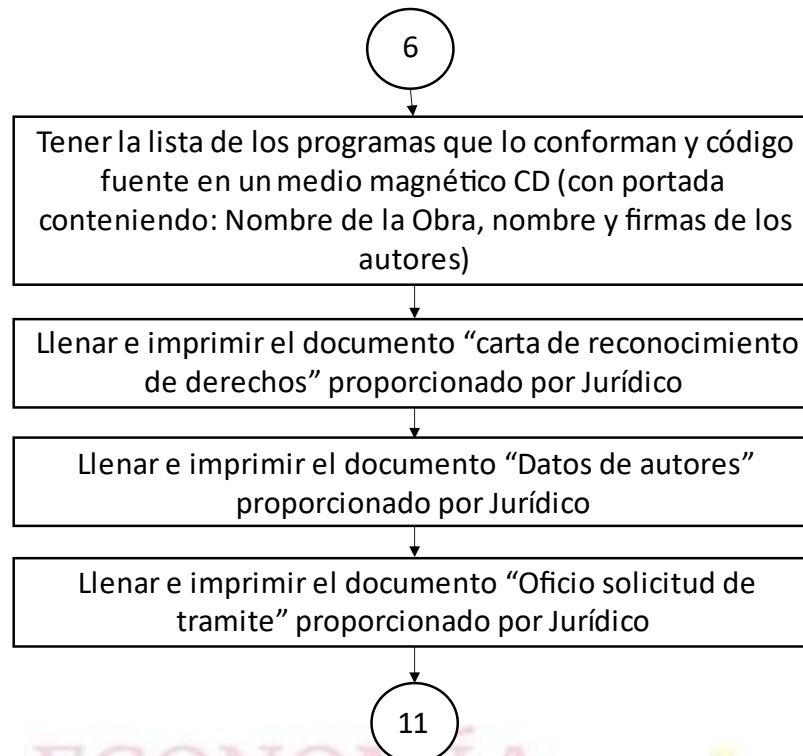 6
Tener la lista de los programas que lo conforman y código
fuente en un medio magnético CD (con portada
conteniendo: Nombre de la Obra, nombre y firmas de los
autores)
Llenar e imprimir el documento “carta de reconocimiento
de derechos” proporcionado por Jurídico
Llenar e imprimir el documento “Datos de autores”
proporcionado por Jurídico
Llenar e imprimir el documento “Oficio solicitud de
tramite” proporcionado por Jurídico
11
ECONOMÍA